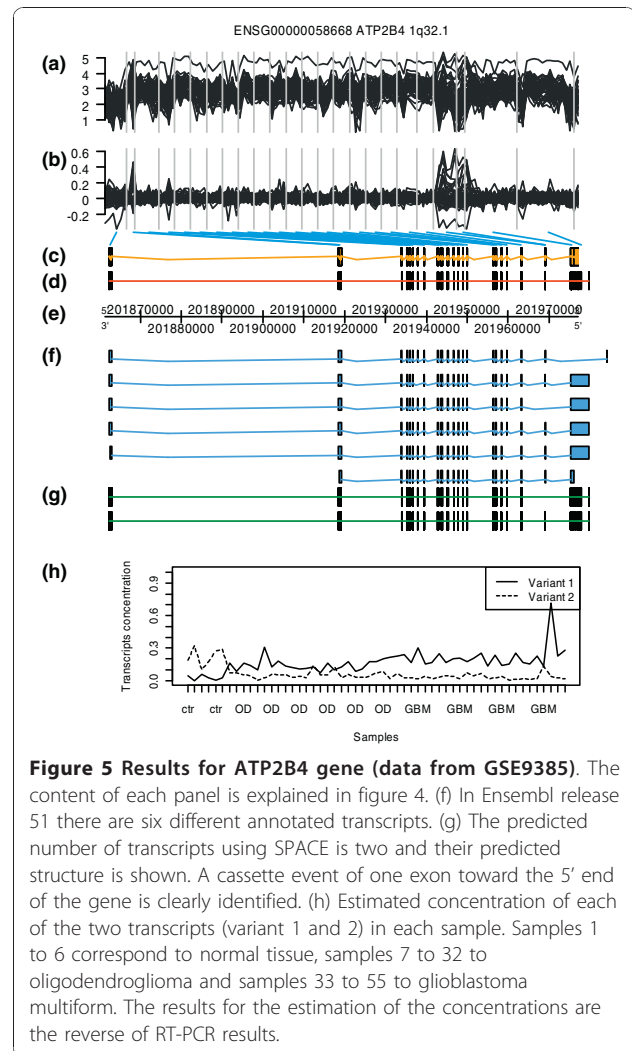 ENSG00000058668 ATP2B4 1q32.1
(a)
5
4
3
2
1
(b)
0.6
0.4
0.2
0
-0.2
(c)
(d)
(e)
5' 201870000 201890000 201910000 201930000 201950000 201970000 3'
3' 201880000 201900000 201920000 201940000 201960000 5'
(f)
(g)
(h)
Transcripts concentration
0.9
0.6
0.3
0.0
Variant 1
Variant 2
ctr ctr OD OD OD OD OD OD GBM GBM GBM GBM
Samples
Figure 5 Results for ATP2B4 gene (data from GSE9385). The
content of each panel is explained in figure 4. (f) In Ensembl release
51 there are six different annotated transcripts. (g) The predicted
number of transcripts using SPACE is two and their predicted
structure is shown. A cassette event of one exon toward the 5' end
of the gene is clearly identified. (h) Estimated concentration of each
of the two transcripts (variant 1 and 2) in each sample. Samples 1
to 6 correspond to normal tissue, samples 7 to 32 to
oligodendroglioma and samples 33 to 55 to glioblastoma
multiform. The results for the estimation of the concentrations are
the reverse of RT-PCR results.